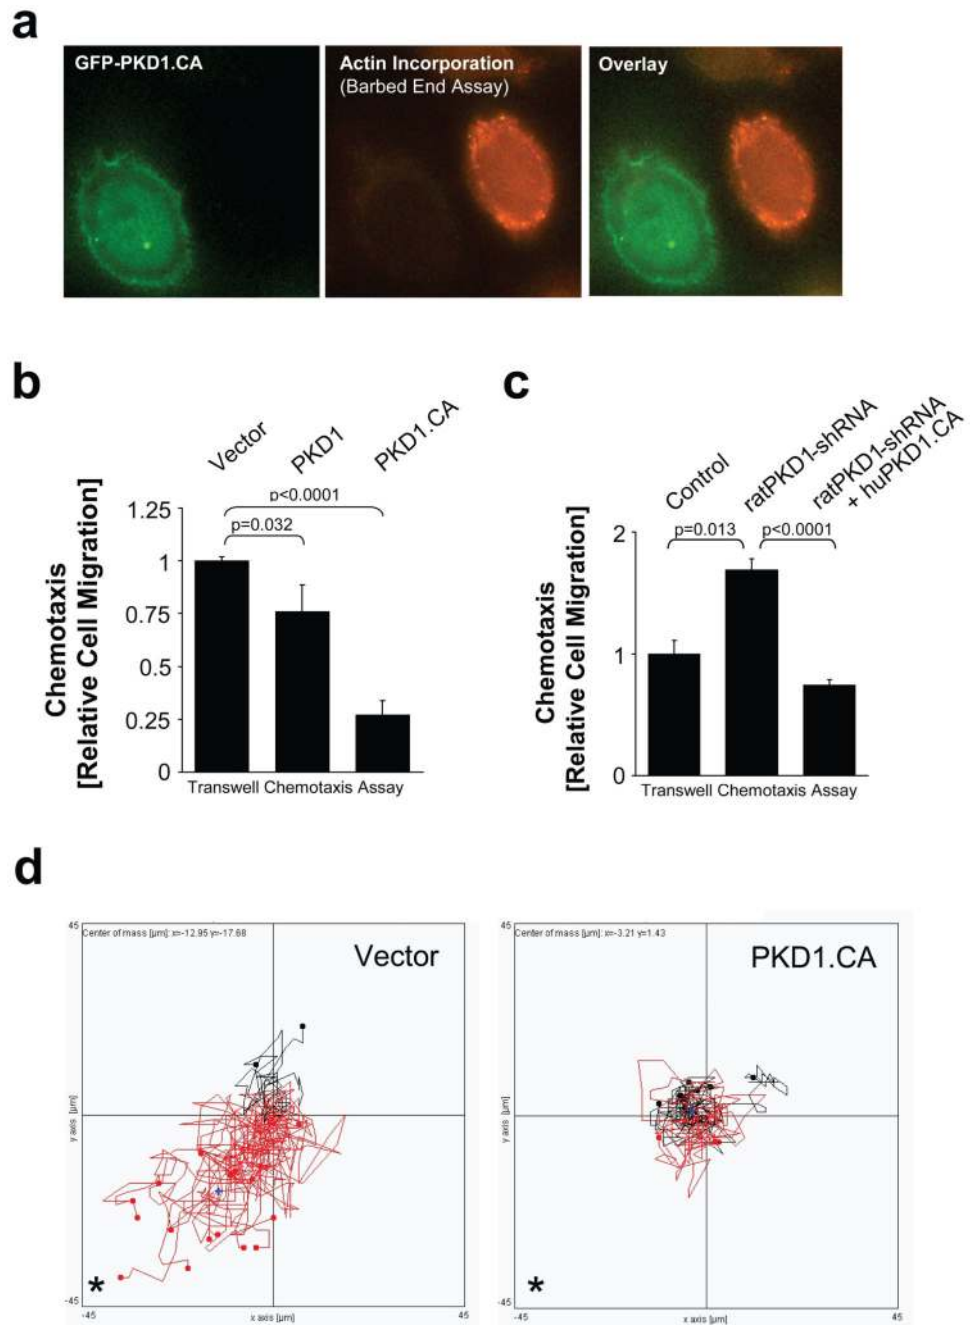 a
GFP-PKD1.CA
Actin Incorporation
(Barbed End Assay)
Overlay
b
Vector
PKD1
PKD1.CA
p<0.0001
p=0.032
Chemotaxis
[Relative Cell Migration]
1.25
1
0.75
0.5
0.25
0
Transwell Chemotaxis Assay
c
Control
ratPKD1-shRNA
ratPKD1-shRNA
+ huPKD1.CA
p=0.013
p<0.0001
Chemotaxis
[Relative Cell Migration]
2
1
0
Transwell Chemotaxis Assay
d
45
Center of mass [µm]: x=-12.95 y=-17.68
Vector
y axis [µm]
*
-45
-45
x axis [µm]
45
45
Center of mass [µm]: x=-3.21 y=1.43
PKD1.CA
y axis [µm]
*
-45
-45
x axis [µm]
45